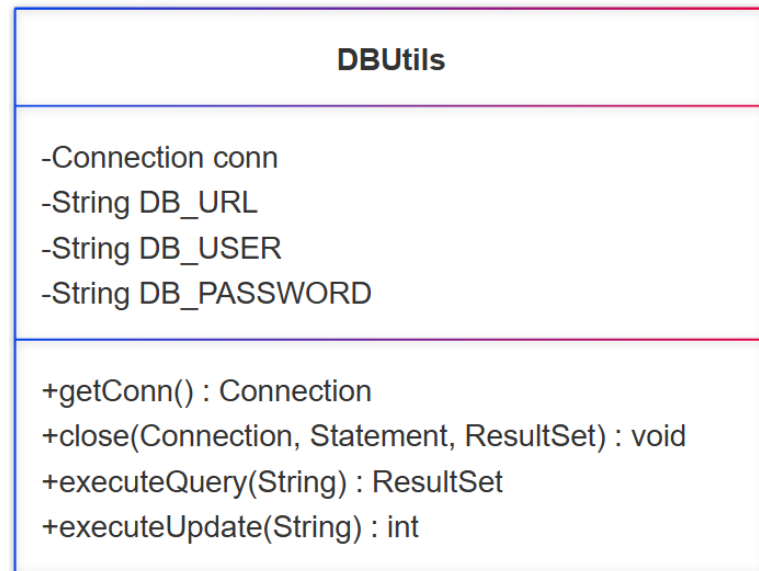 DBUtils
-Connection conn
-String DB_URL
-String DB_USER
-String DB_PASSWORD
+getConn() : Connection
+close(Connection, Statement, ResultSet) : void
+executeQuery(String) : ResultSet
+executeUpdate(String) : int